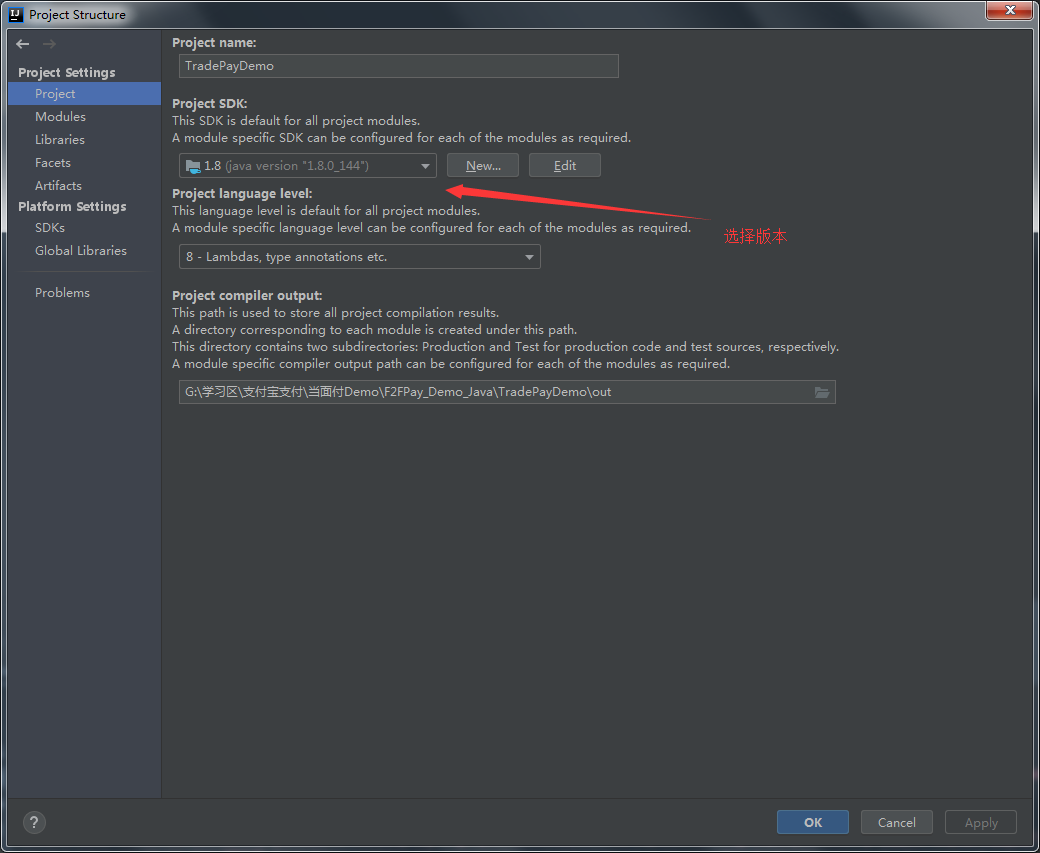 Project Structure
Project Settings
Project
Modules
Libraries
Facets
Artifacts
Platform Settings
SDKs
Global Libraries
Problems
Project name:
TradePayDemo
Project SDK:
This SDK is default for all project modules.
A module specific SDK can be configured for each of the modules as required.
1.8 (java version "1.8.0_144")
New...
Edit
Project language level:
This language level is default for all project modules.
A module specific language level can be configured for each of the modules as required.
选择版本
8 - Lambdas, type annotations etc.
Project compiler output:
This path is used to store all project compilation results.
A directory corresponding to each module is created under this path.
This directory contains two subdirectories: Production and Test for production code and test sources, respectively.
A module specific compiler output path can be configured for each of the modules as required.
G:\学习区\支付宝支付\当面付Demo\F2FPay_Demo_Java\TradePayDemo\out
?
OK
Cancel
Apply